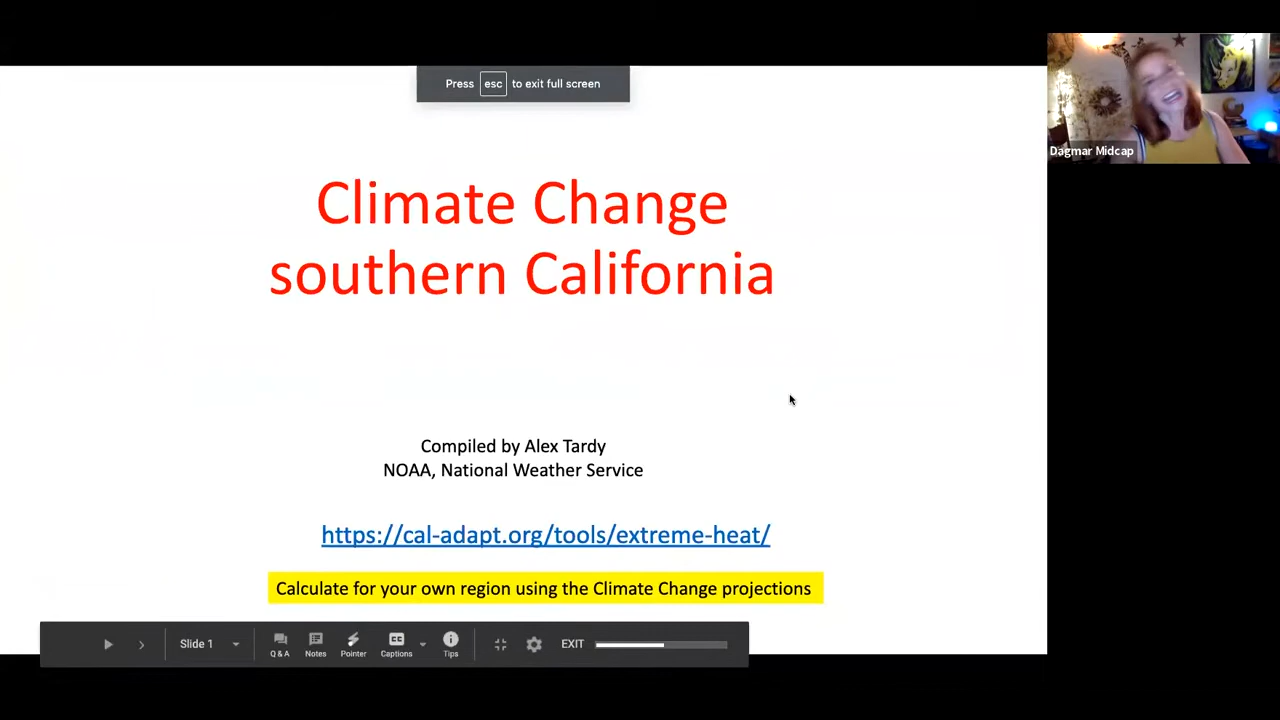 Press esc to exit full screen
Dagmar Midcap
Climate Change
southern California
Compiled by Alex Tardy
NOAA, National Weather Service
https://cal-adapt.org/tools/extreme-heat/
Calculate for your own region using the Climate Change projections
Slide 1 Q & A Notes Pointer Captions Tips EXIT